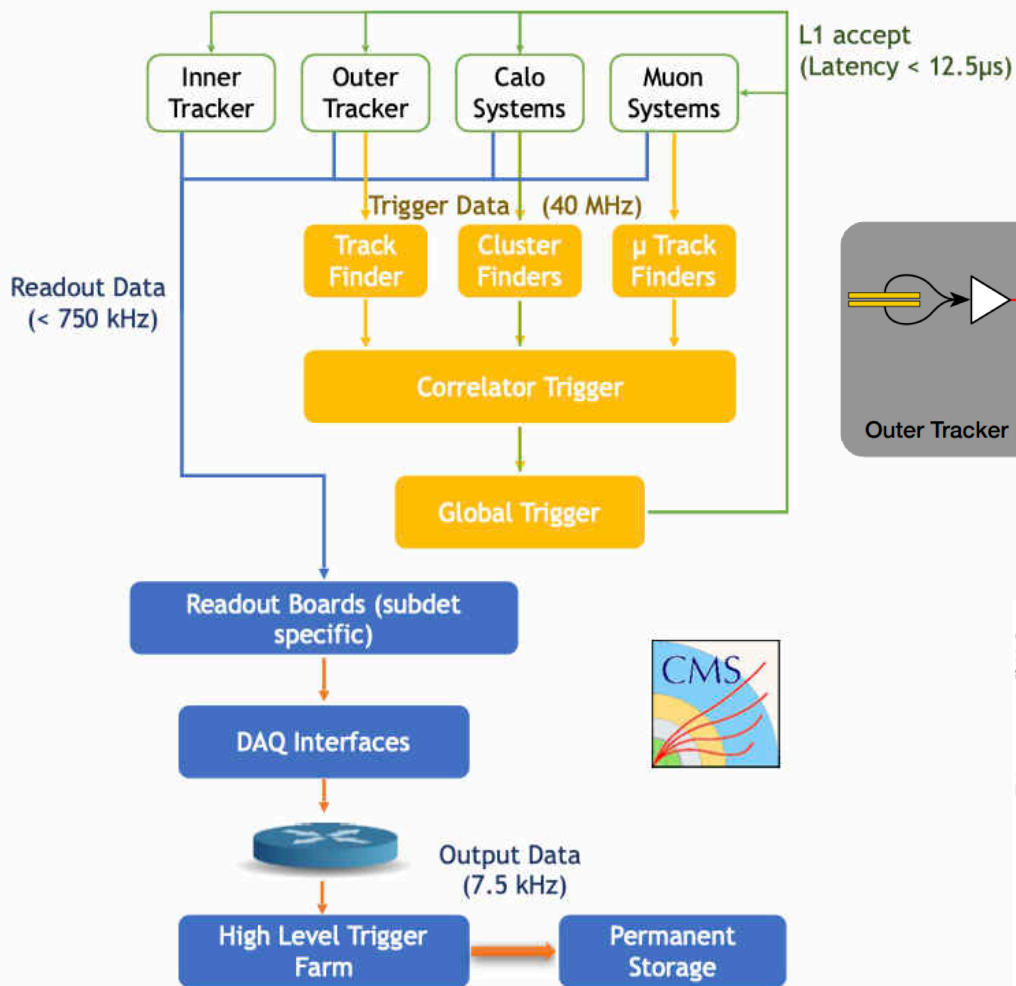 L1 accept
(Latency < 12.5µs)
Inner
Tracker
Outer
Tracker
Calo
Systems
Muon
Systems
Trigger Data (40 MHz)
Track
Finder
Cluster
Finders
µ Track
Finders
Readout Data
(< 750 kHz)
Correlator Trigger
Outer Tracker
Global Trigger
Readout Boards (subdet
specific)
CMS
DAQ Interfaces
Output Data
(7.5 kHz)
High Level Trigger
Farm
Permanent
Storage